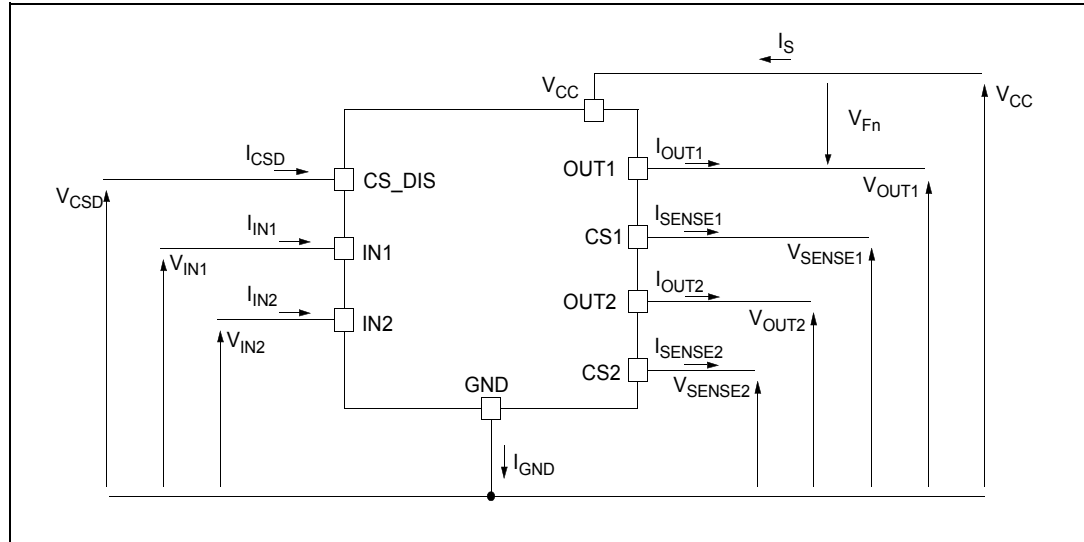 I_S
V_CC
V_CC
V_Fn
I_CSD
CS_DIS
V_CSD
I_OUT1
OUT1
V_OUT1
I_IN1
IN1
V_IN1
I_SENSE1
CS1
V_SENSE1
I_IN2
IN2
V_IN2
I_OUT2
OUT2
V_OUT2
I_SENSE2
CS2
V_SENSE2
GND
I_GND